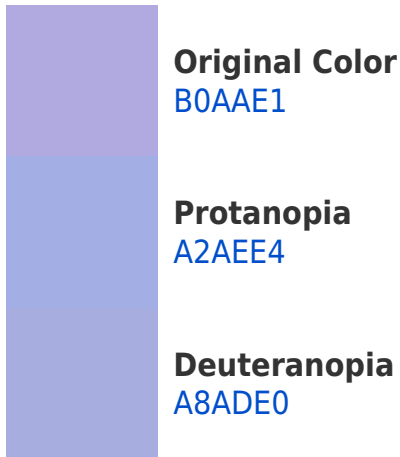 Original Color
B0AAE1
Protanopia
A2AEE4
Deuteranopia
A8ADE0